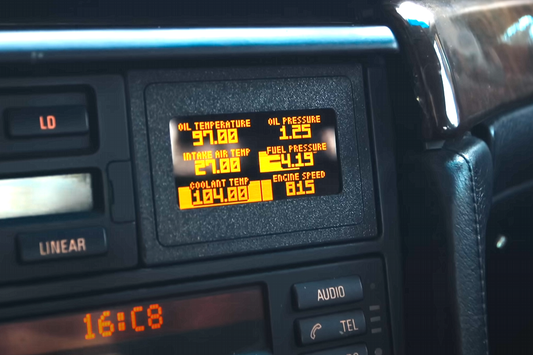 LD
LINEAR
OIL TEMPERATURE
97.00
OIL PRESSURE
1.25
INTAKE AIR TEMP
27.00
FUEL PRESSURE
4.19
COOLANT TEMP
104.00
ENGINE SPEED
815
16:C8
AUDIO
TEL